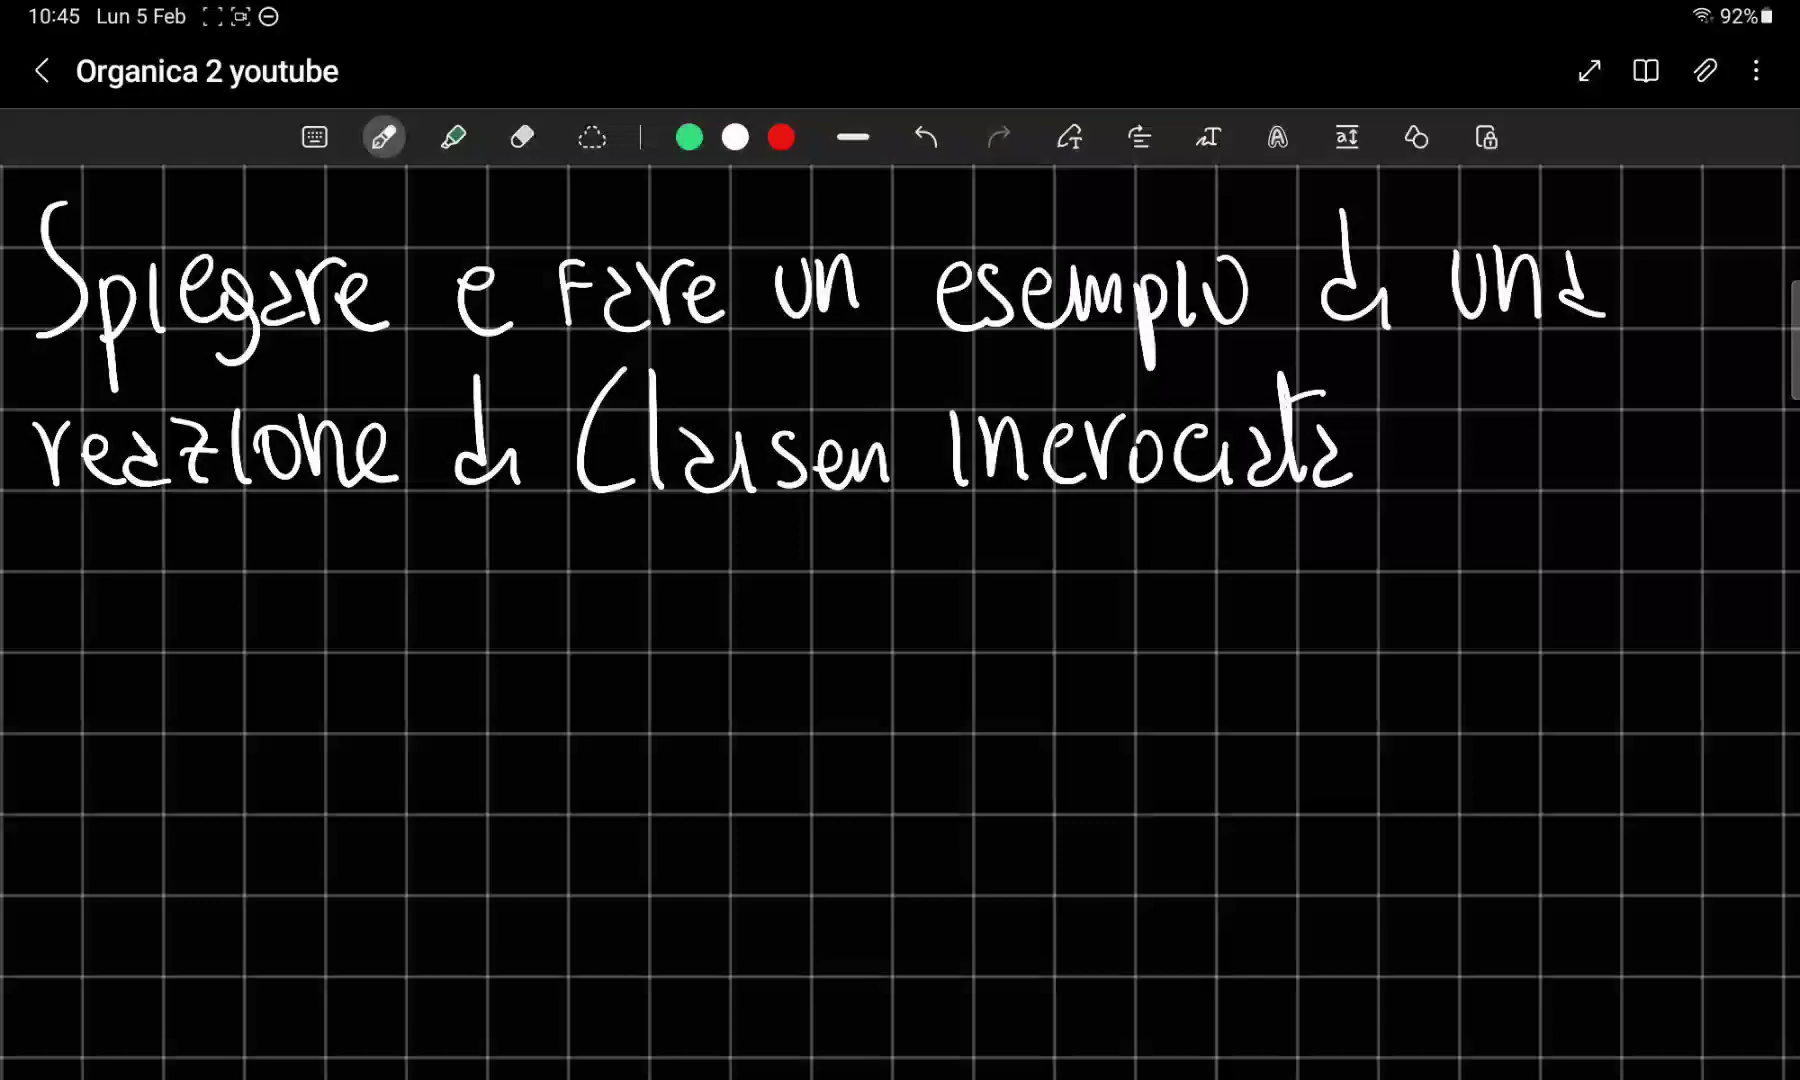 10:45 Lun 5 Feb 92%
Organica 2 youtube
Spiegare e fare un esempio di una
reazione di Claisen incrociata